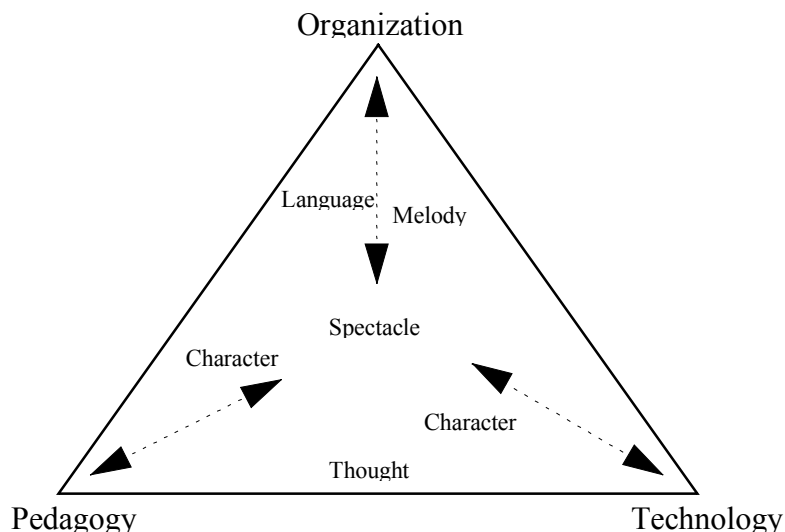 Organization
Language
Melody
Spectacle
Character
Character
Thought
Pedagogy
Technology